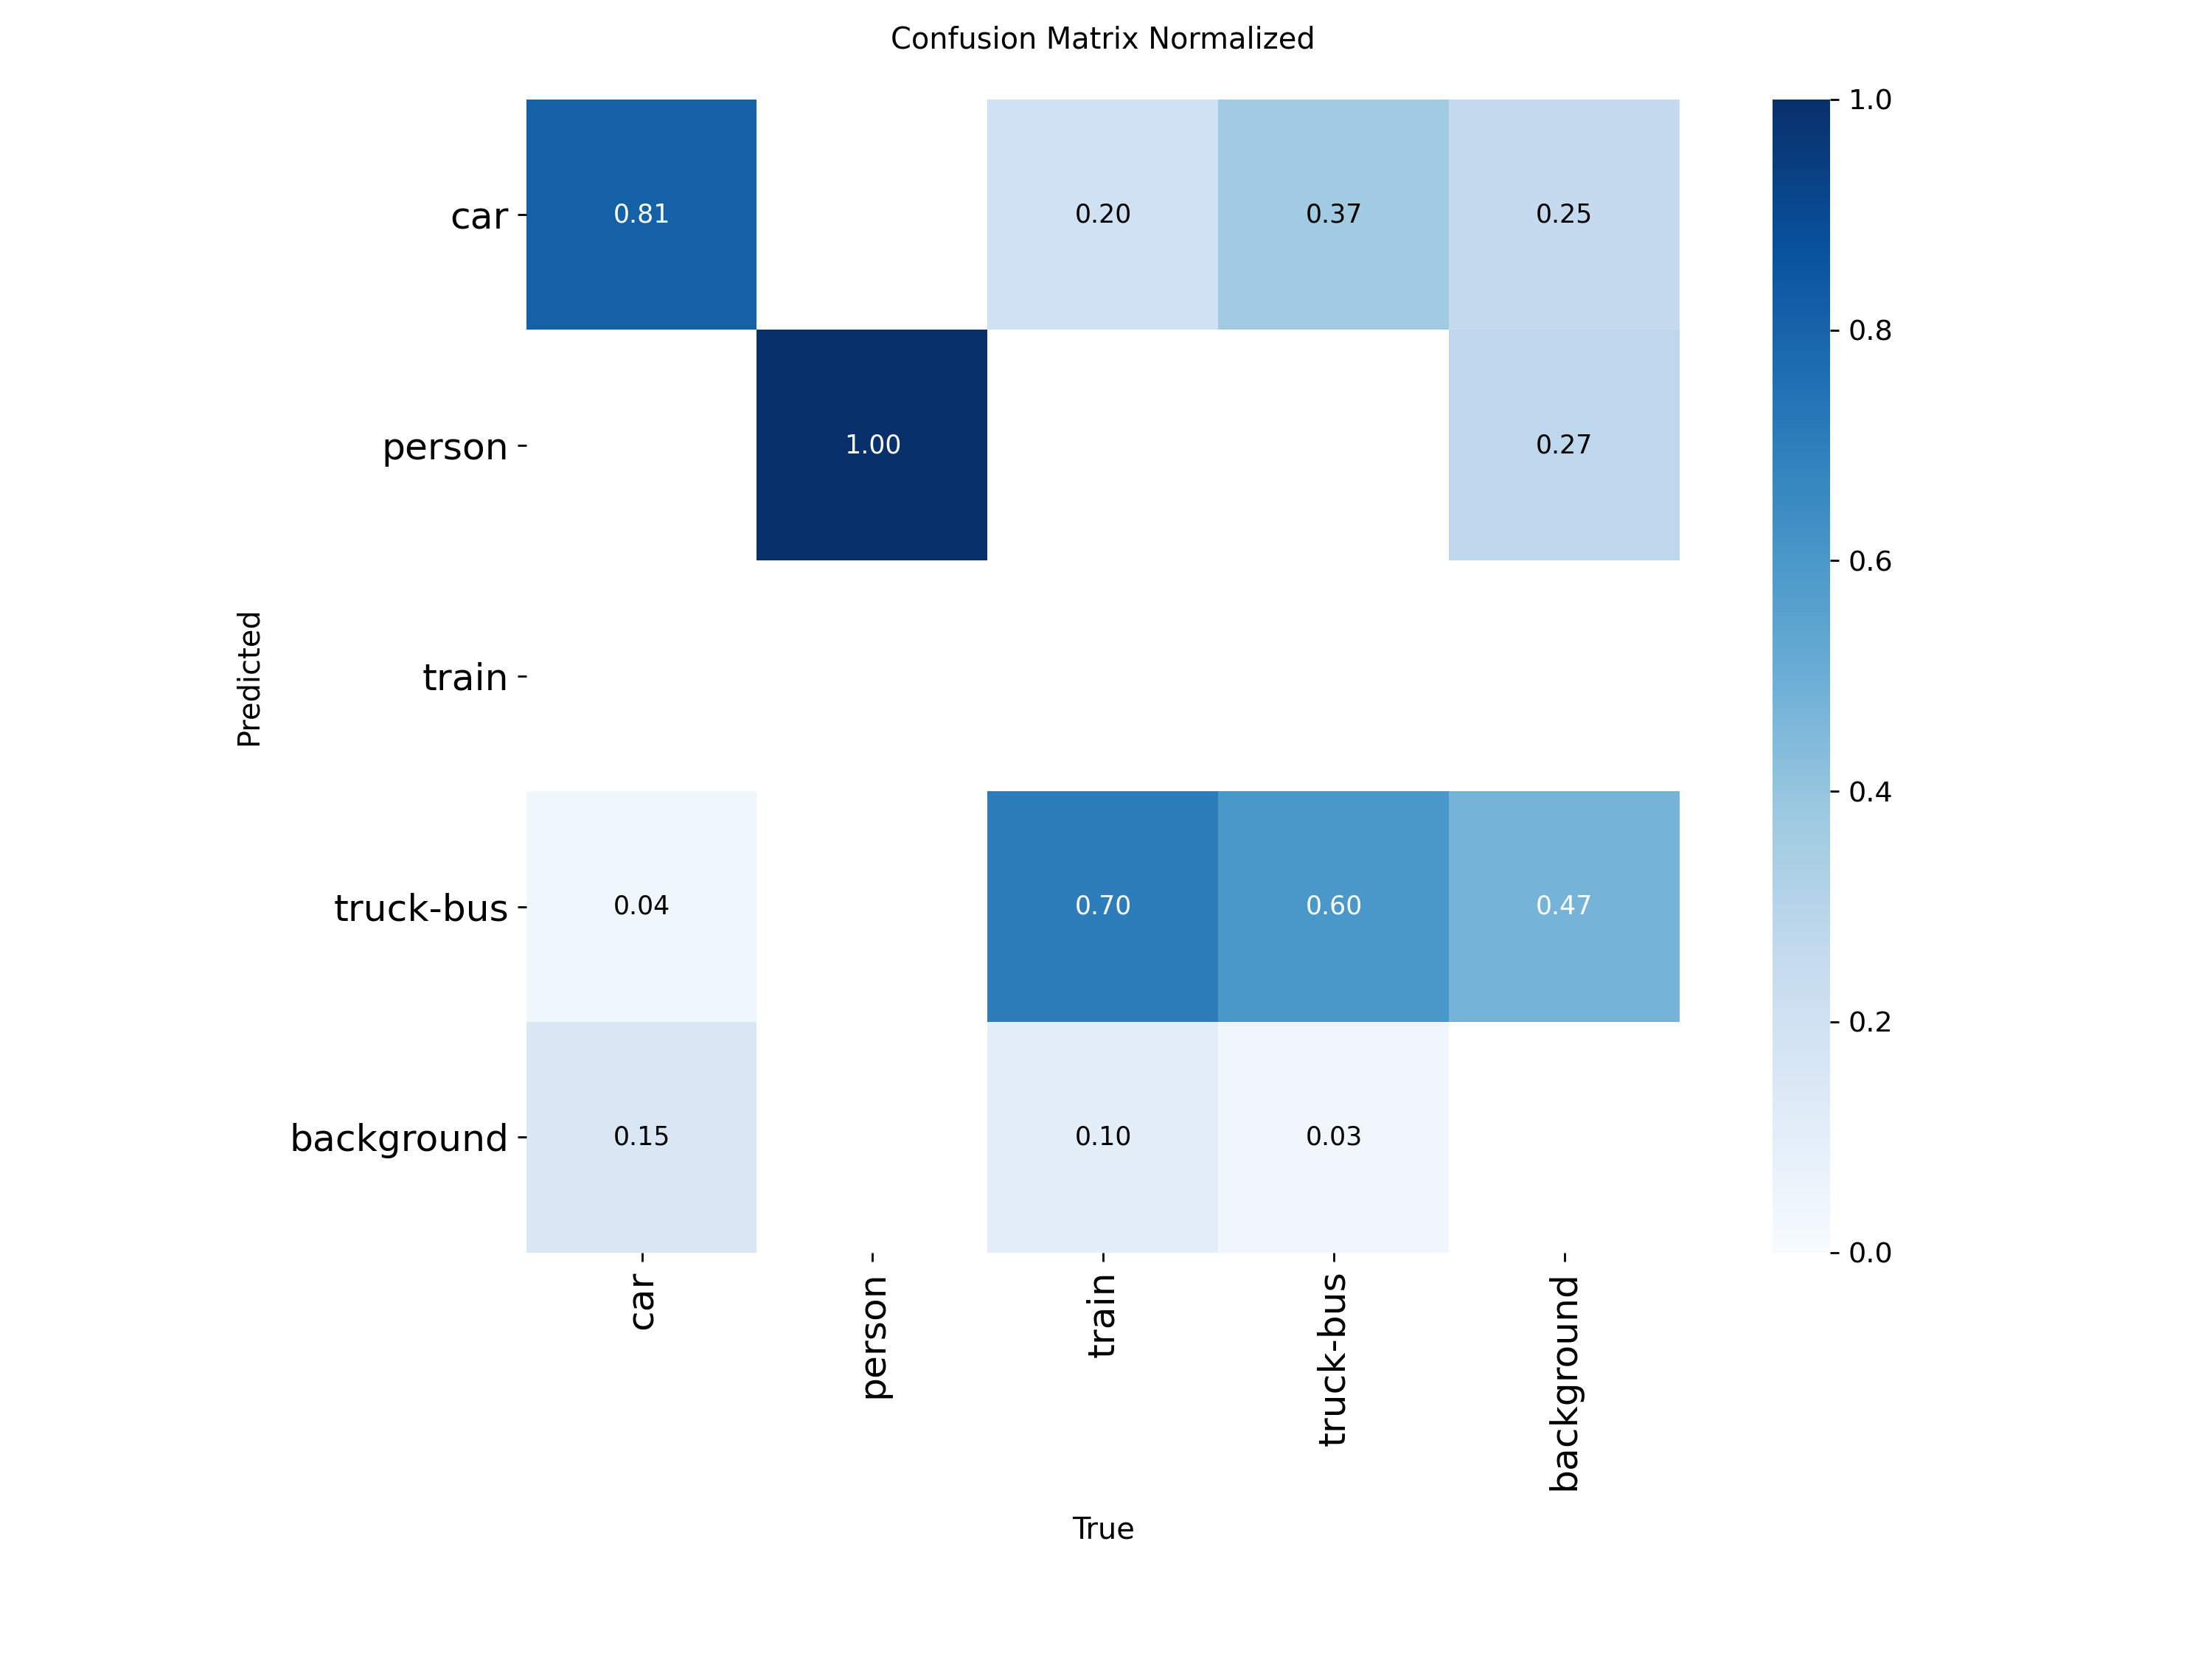 Confusion Matrix Normalized
1.0
car
0.81
0.20
0.37
0.25
0.8
person
1.00
0.27
0.6
Predicted
train
0.4
truck-bus
0.04
0.70
0.60
0.47
0.2
background
0.15
0.10
0.03
0.0
car
person
train
truck-bus
background
True